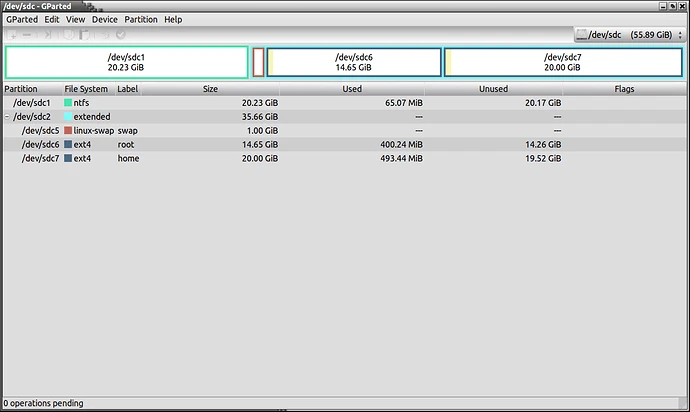 /dev/sdc - GParted
GParted Edit View Device Partition Help
/dev/sdc (55.89 GiB)
/dev/sdc1 /dev/sdc6 /dev/sdc7
20.23 GiB 14.65 GiB 20.00 GiB
Partition File System Label Size Used Unused Flags
/dev/sdc1 ntfs 20.23 GiB 65.07 MiB 20.17 GiB
/dev/sdc2 extended 35.66 GiB --- ---
/dev/sdc5 linux-swap swap 1.00 GiB --- ---
/dev/sdc6 ext4 root 14.65 GiB 400.24 MiB 14.26 GiB
/dev/sdc7 ext4 home 20.00 GiB 493.44 MiB 19.52 GiB
0 operations pending